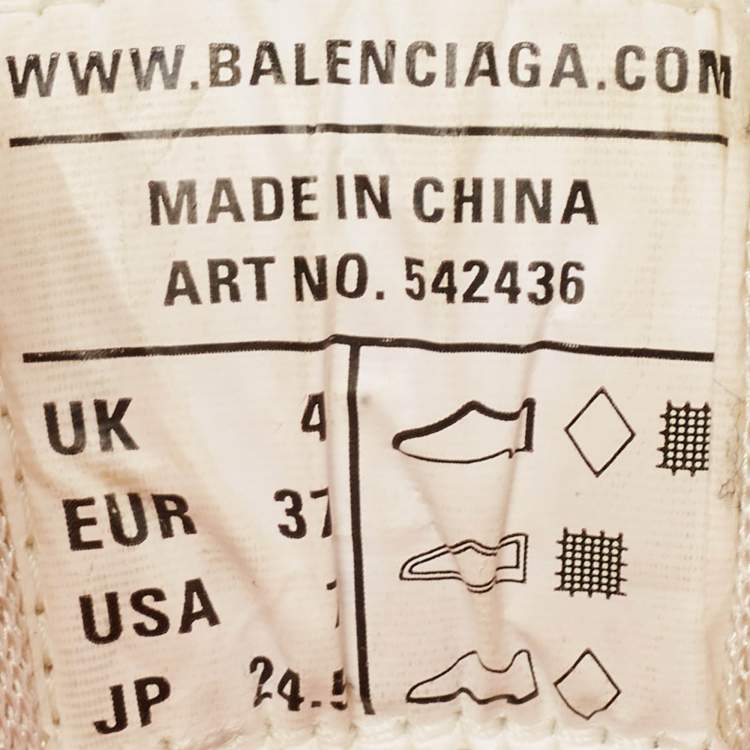 WWW.BALENCIAGA.COM
MADE IN CHINA
ART NO. 542436
UK 4
EUR 37
USA
JP 24.5